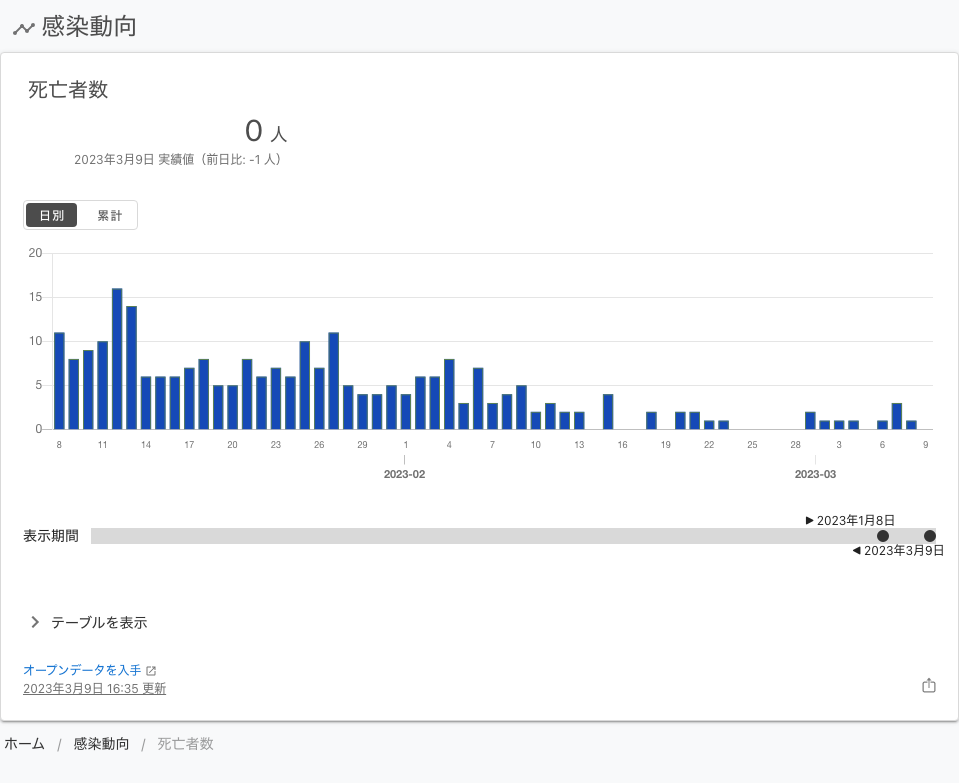 感染動向
死亡者数
0 人
2023年3月9日 実績値（前日比: -1 人）
日別 累計
20
15
10
5
0
8 11 14 17 20 23 26 29 1 4 7 10 13 16 19 22 25 28 3 6 9
2023-02 2023-03
▶ 2023年1月8日
表示期間
◀ 2023年3月9日
テーブルを表示
オープンデータを入手
2023年3月9日 16:35 更新
ホーム / 感染動向 / 死亡者数